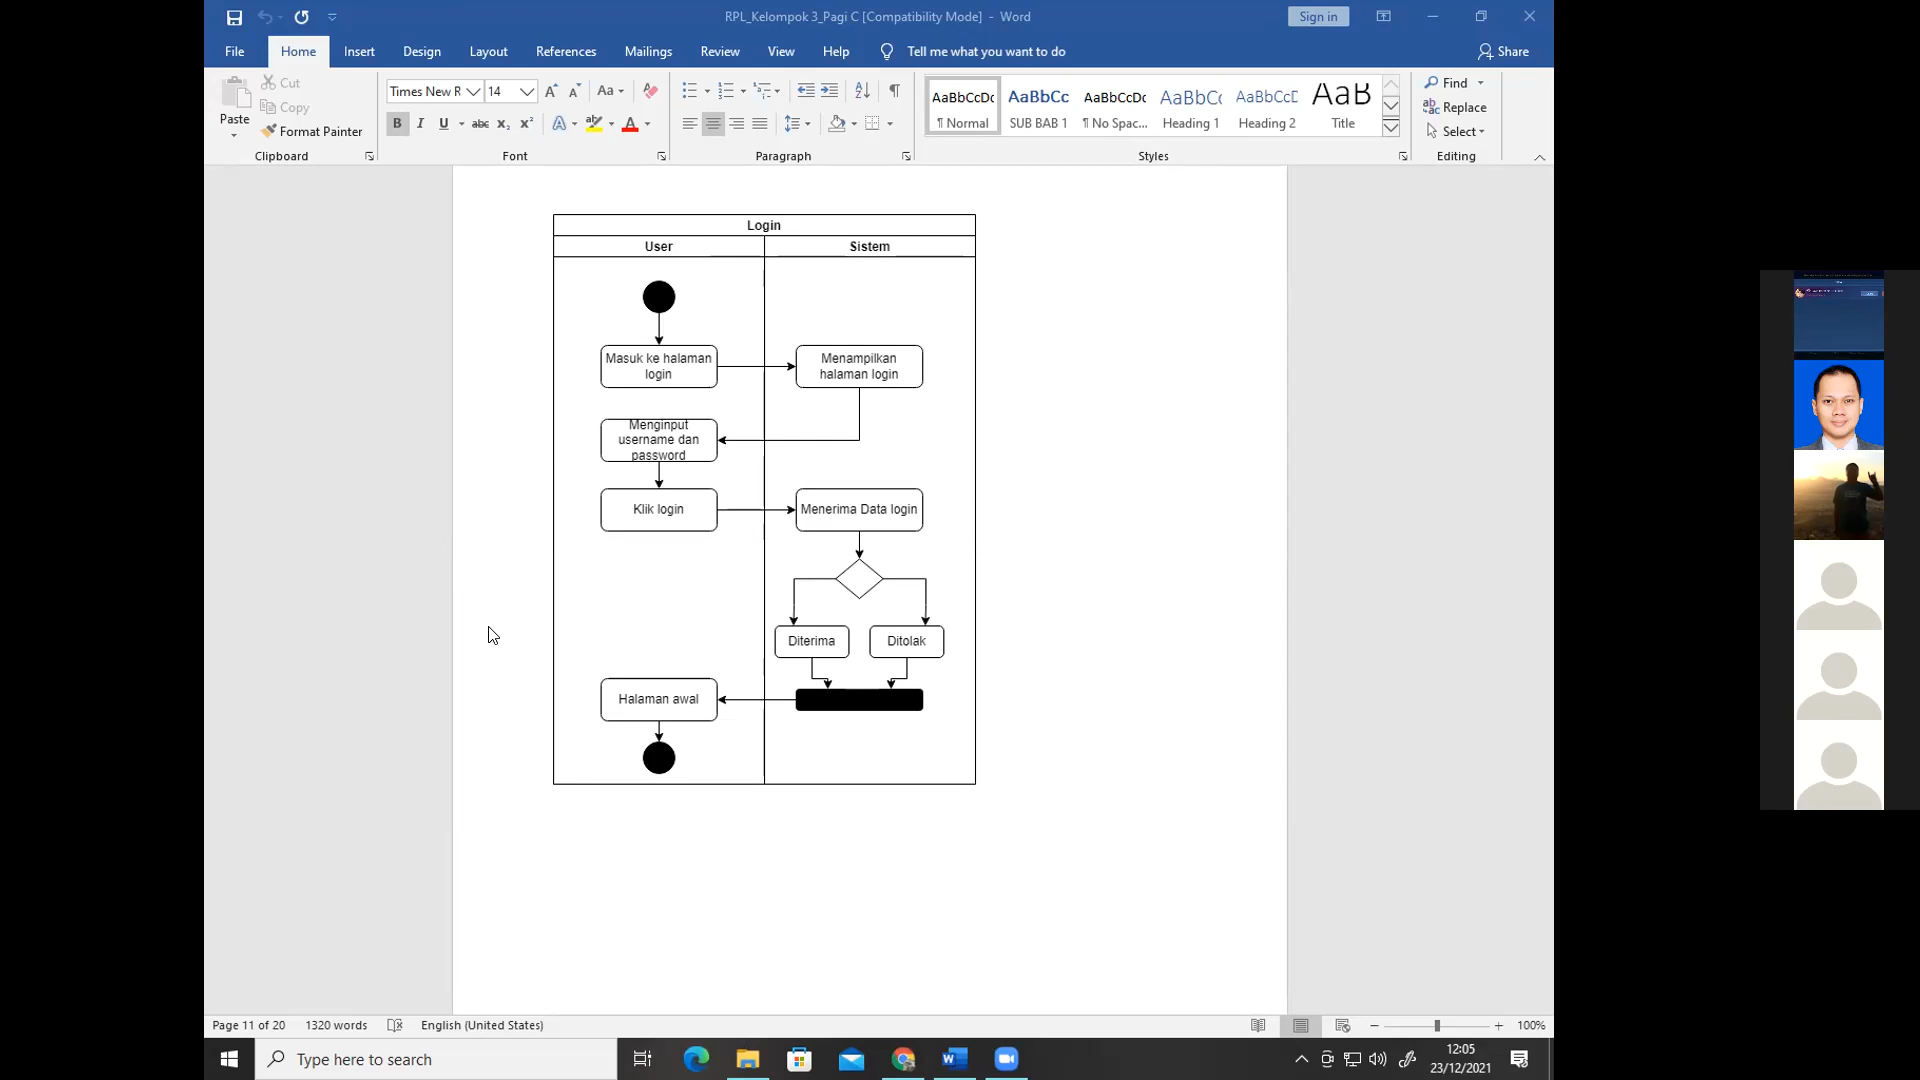 RPL_Kelompok 3_Pagi C [Compatibility Mode] - Word
Sign in
File
Home
Insert
Design
Layout
References
Mailings
Review
View
Help
Tell me what you want to do
Share
Paste
Cut
Copy
Format Painter
Clipboard
Times New R
14
Font
Paragraph
AaBbCcDc
¶ Normal
AaBbCc
SUB BAB 1
AaBbCcDc
¶ No Spac...
AaBbCc
Heading 1
AaBbCcD
Heading 2
AaB
Title
Styles
Find
Replace
Select
Editing
Login
User
Sistem
Masuk ke halaman
login
Menampilkan
halaman login
Menginput
username dan
password
Klik login
Menerima Data login
Diterima
Ditolak
Halaman awal
Page 11 of 20
1320 words
English (United States)
100%
Type here to search
12:05
23/12/2021